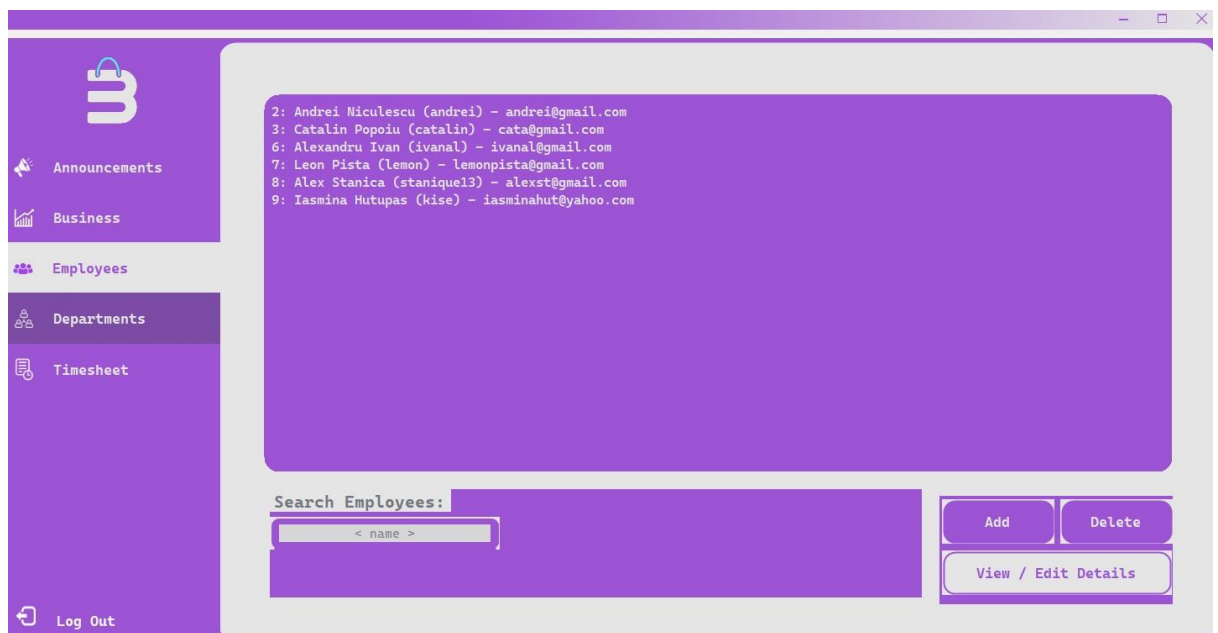 Announcements
Business
Employees
Departments
Timesheet
Log Out
2: Andrei Niculescu (andrei) - andrei@gmail.com
3: Catalin Popoiu (catalin) - cata@gmail.com
6: Alexandru Ivan (ivanal) - ivanal@gmail.com
7: Leon Pista (lemon) - lemonpista@gmail.com
8: Alex Stanica (stanique13) - alexst@gmail.com
9: Iasmina Hutupas (kise) - iasminahut@yahoo.com
Search Employees:
< name >
Add Delete
View / Edit Details